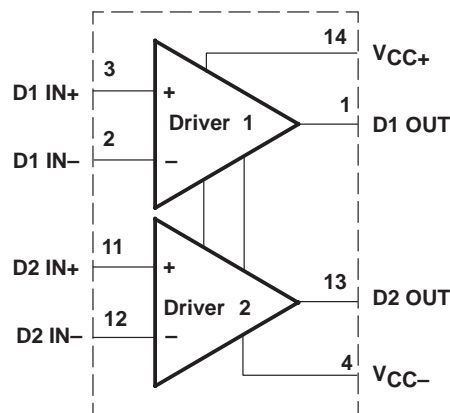 14 VCC+
3
D1 IN+ +
Driver 1
1 D1 OUT
2
D1 IN– –
11
D2 IN+ +
Driver 2
13 D2 OUT
12
D2 IN– –
4 VCC–